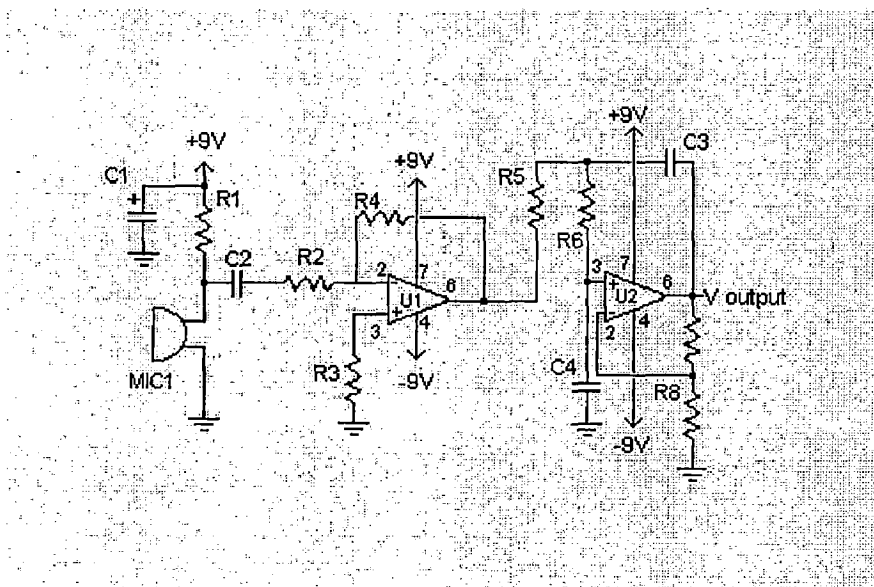 +9V
C1
+
R1
C2
R2
MIC1
+9V
R4
2
7
6
U1
+
3
4
R3
-9V
+9V
C3
R5
R6
3
7
6
+
U2
V output
2
4
C4
R8
-9V